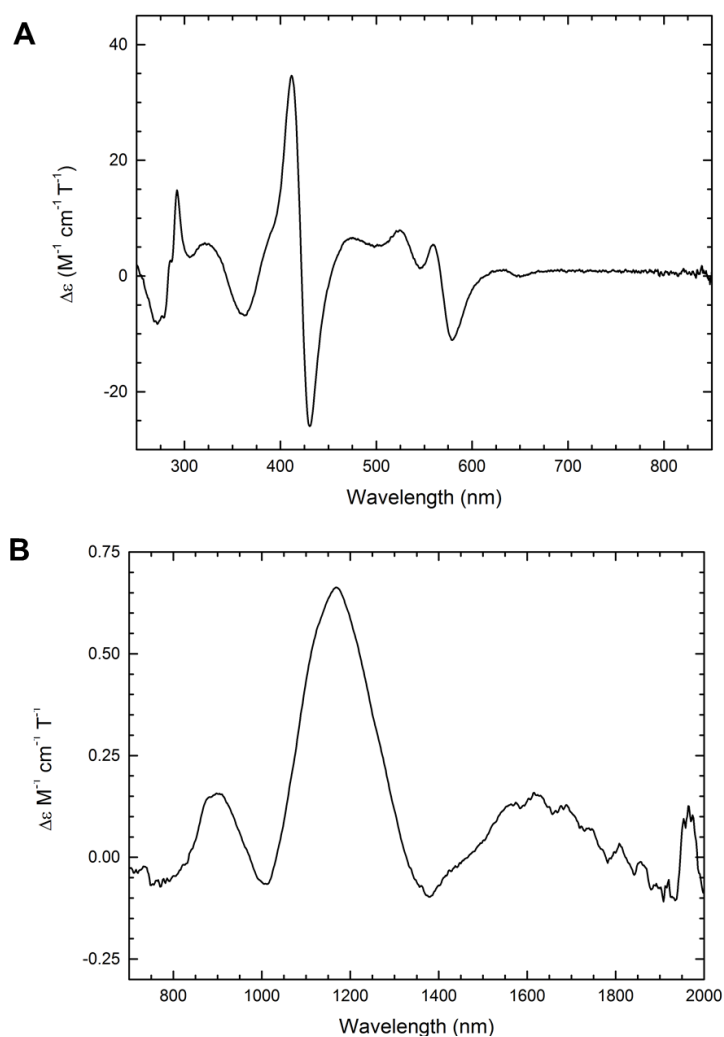 A
40
20
0
-20
Δε (M⁻¹ cm⁻¹ T⁻¹)
300 400 500 600 700 800
Wavelength (nm)
B
0.75
0.50
0.25
0.00
-0.25
Δε M⁻¹ cm⁻¹ T⁻¹
800 1000 1200 1400 1600 1800 2000
Wavelength (nm)